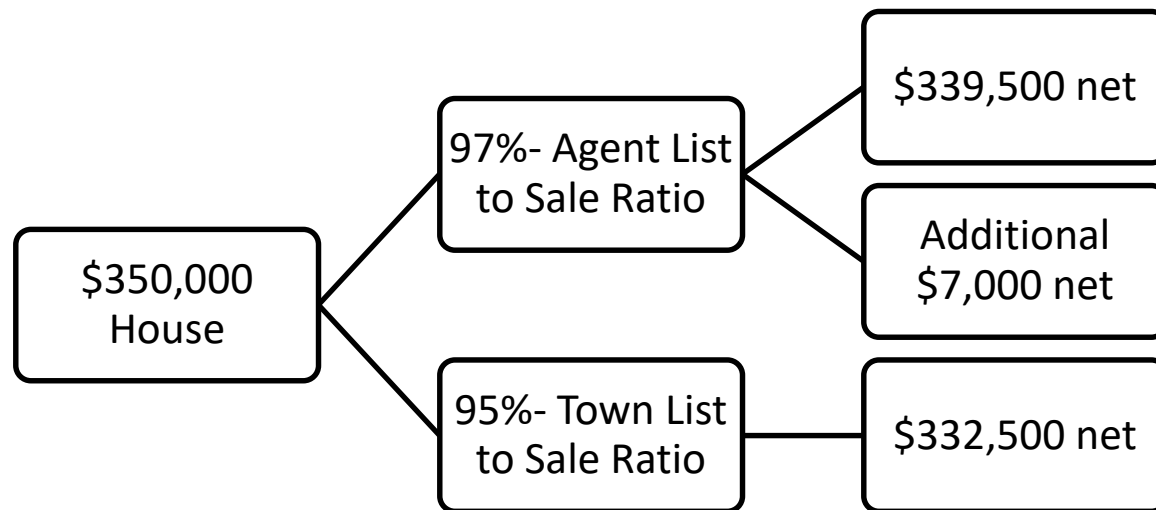 $350,000
House
97%- Agent List
to Sale Ratio
$339,500 net
Additional
$7,000 net
95%- Town List
to Sale Ratio
$332,500 net